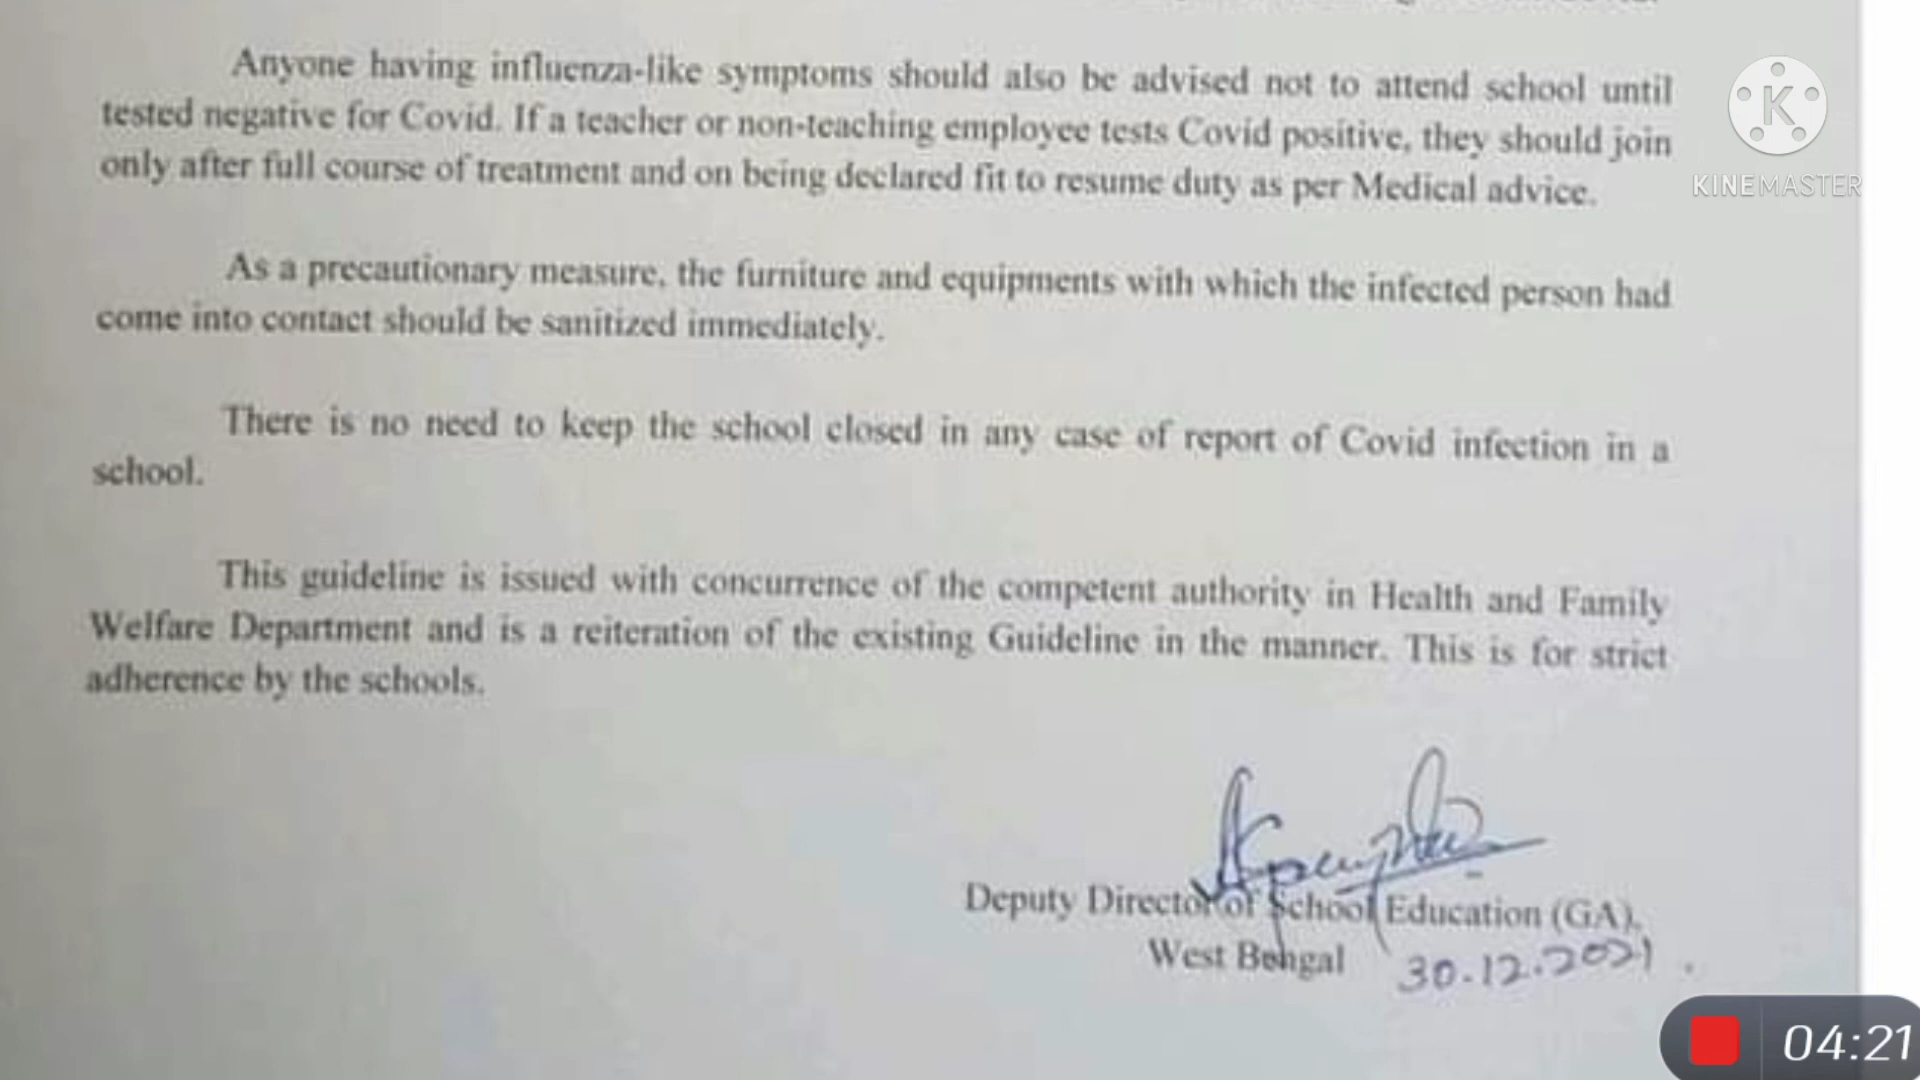 Anyone having influenza-like symptoms should also be advised not to attend school until
tested negative for Covid. If a teacher or non-teaching employee tests Covid positive, they should join
only after full course of treatment and on being declared fit to resume duty as per Medical advice.
As a precautionary measure, the furniture and equipments with which the infected person had
come into contact should be sanitized immediately.
There is no need to keep the school closed in any case of report of Covid infection in a
school.
This guideline is issued with concurrence of the competent authority in Health and Family
Welfare Department and is a reiteration of the existing Guideline in the manner. This is for strict
adherence by the schools.
Deputy Director of School Education (GA),
West Bengal
30.12.2021
K
KINEMASTER
04:21